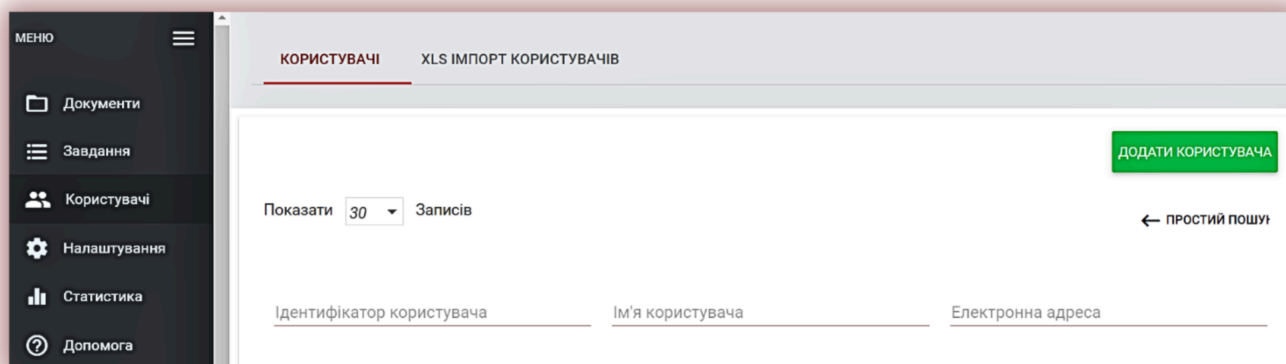 МЕНЮ
Документи
Завдання
Користувачі
Налаштування
Статистика
Допомога
КОРИСТУВАЧІ XLS ІМПОРТ КОРИСТУВАЧІВ
ДОДАТИ КОРИСТУВАЧА
Показати 30 Записів
ПРОСТИЙ ПОШУ
Ідентифікатор користувача Ім'я користувача Електронна адреса